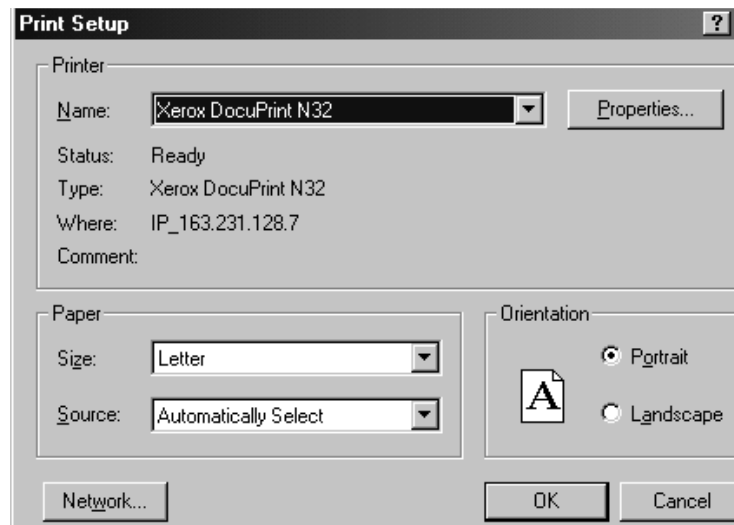 Print Setup ?
Printer
Name: Xerox DocuPrint N32 Properties...
Status: Ready
Type: Xerox DocuPrint N32
Where: IP_163.231.128.7
Comment:
Paper
Size: Letter
Source: Automatically Select
Orientation
A
Portrait
Landscape
Network... OK Cancel